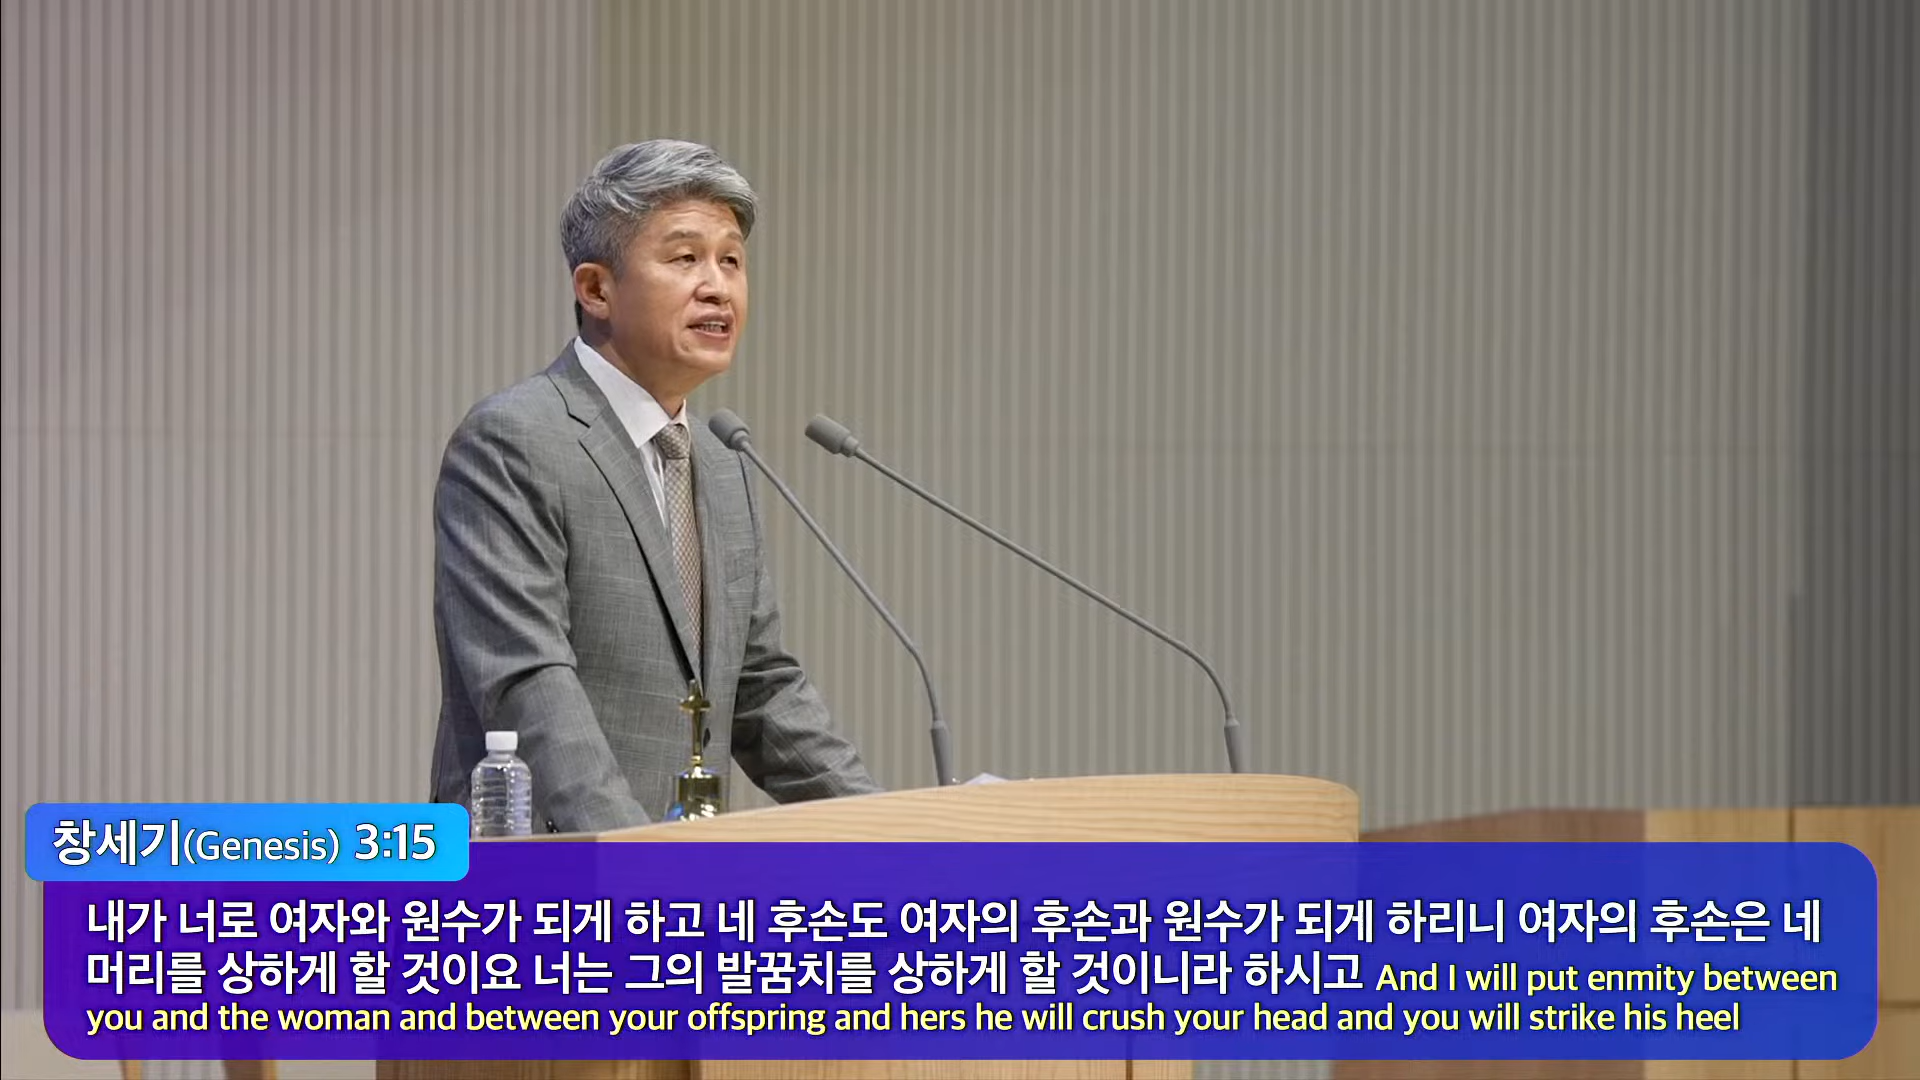 창세기(Genesis) 3:15
내가 너로 여자와 원수가 되게 하고 네 후손도 여자의 후손과 원수가 되게 하리니 여자의 후손은 네
머리를 상하게 할 것이요 너는 그의 발꿈치를 상하게 할 것이니라 하시고 And I will put enmity between
you and the woman and between your offspring and hers he will crush your head and you will strike his heel